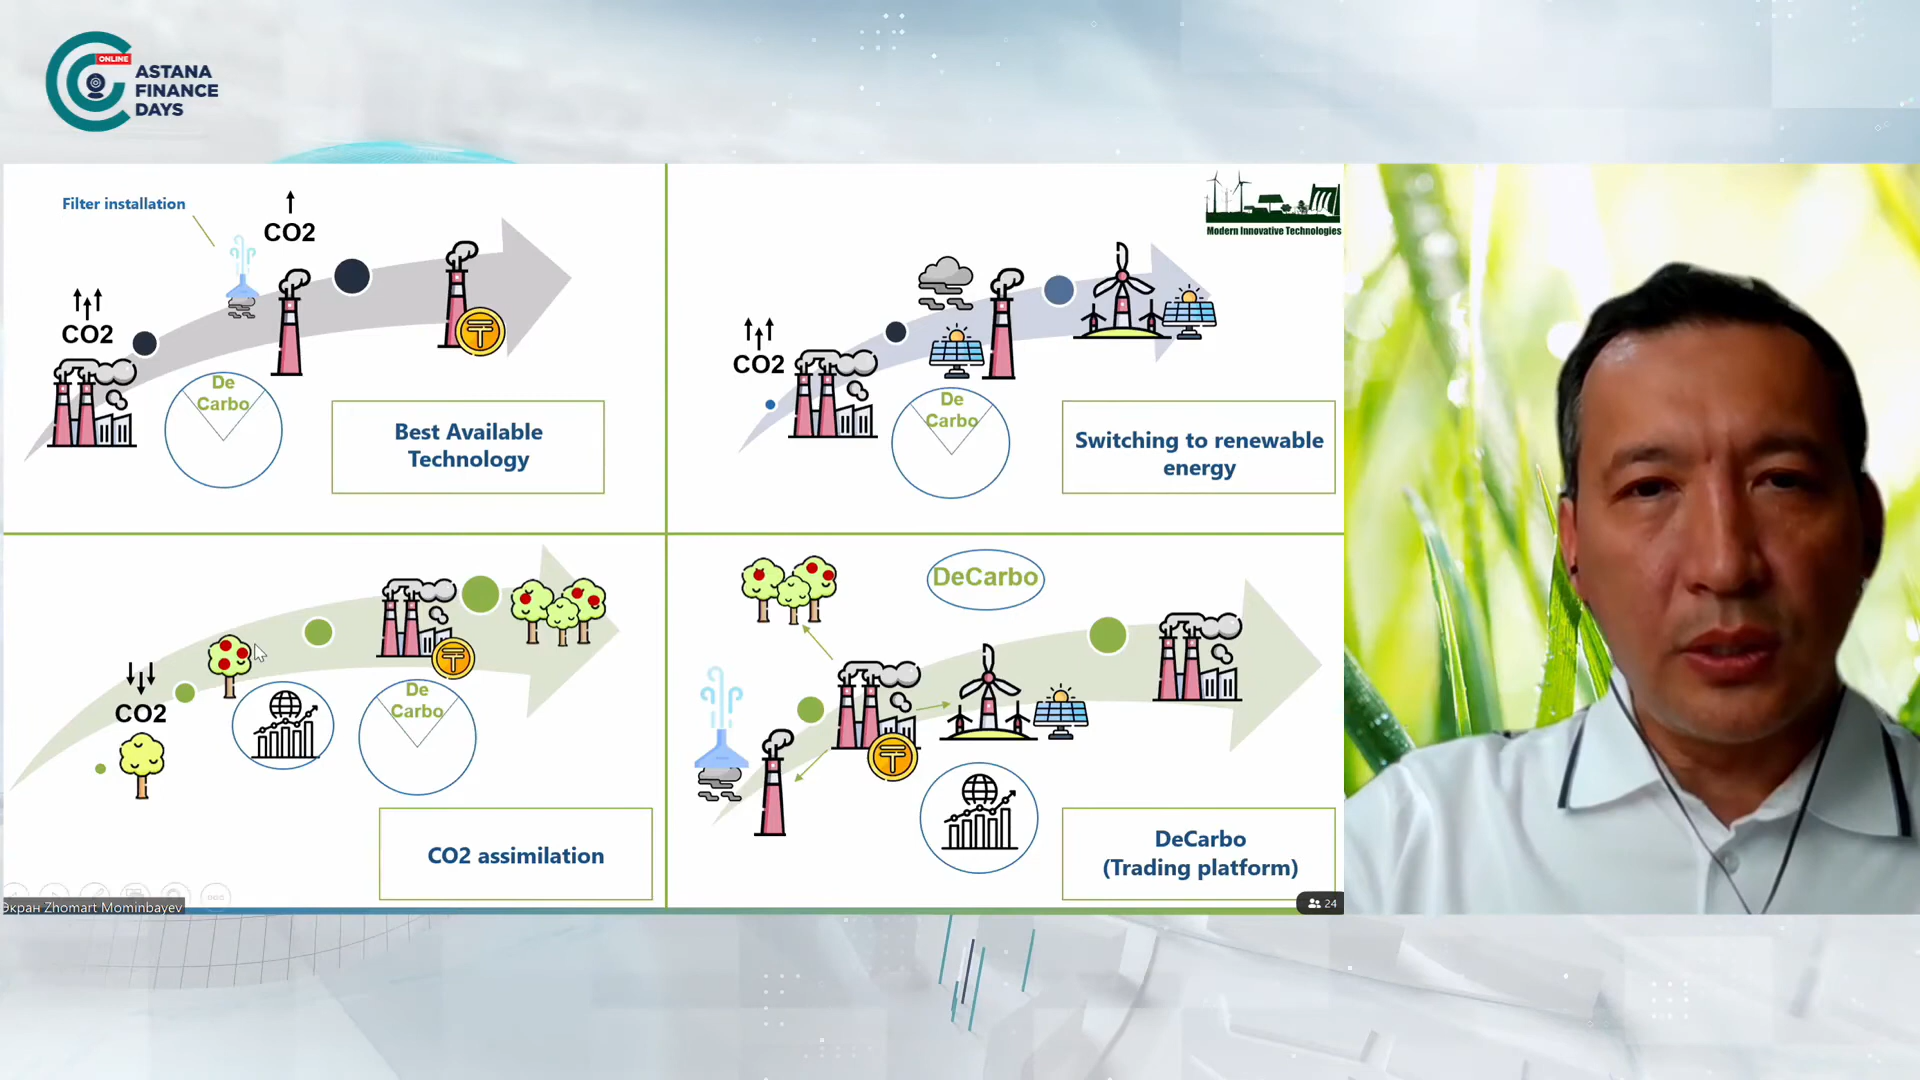 ONLINE
ASTANA
FINANCE
DAYS
Filter installation
CO2
CO2
De
Carbo
Best Available
Technology
Modern Innovative Technologies
CO2
De
Carbo
Switching to renewable
energy
CO2
De
Carbo
CO2 assimilation
DeCarbo
DeCarbo
(Trading platform)
Экран Zhomart Mominbayev
24